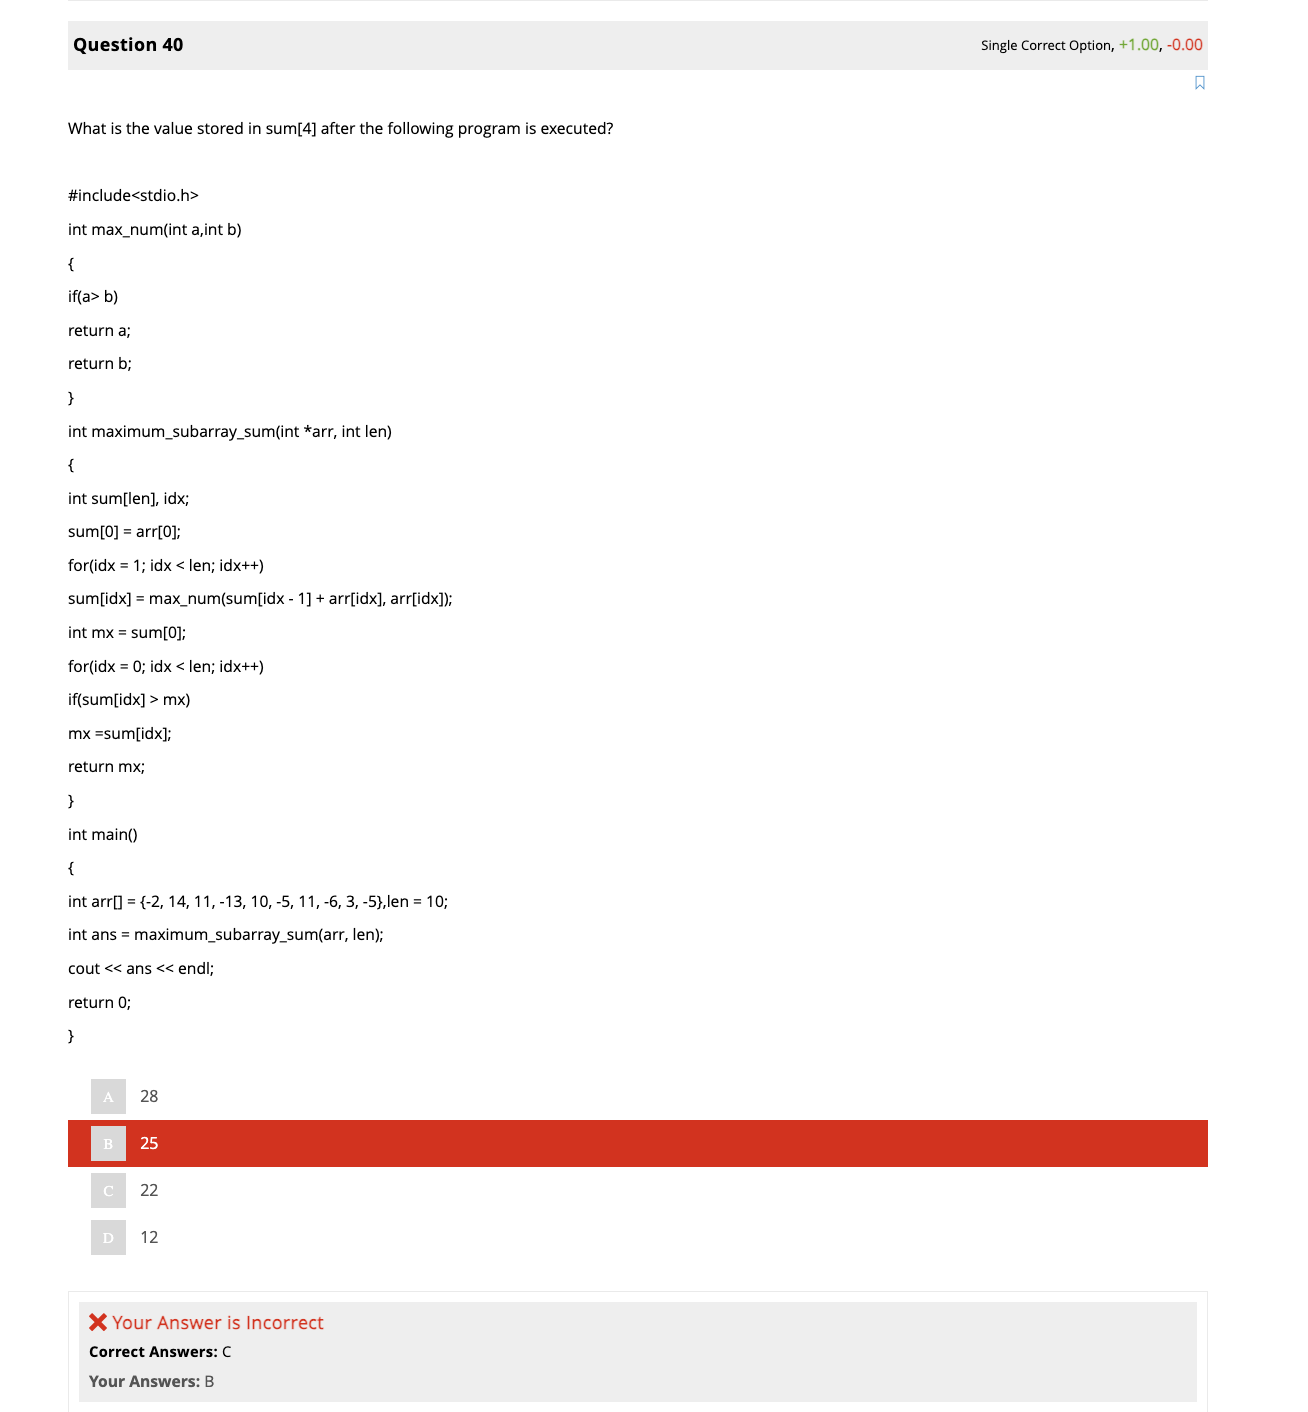 Question 40
Single Correct Option, +1.00, -0.00
What is the value stored in sum[4] after the following program is executed?
#include<stdio.h>
int max_num(int a,int b)
{
if(a> b)
return a;
return b;
}
int maximum_subarray_sum(int *arr, int len)
{
int sum[len], idx;
sum[0] = arr[0];
for(idx = 1; idx < len; idx++)
sum[idx] = max_num(sum[idx - 1] + arr[idx], arr[idx]);
int mx = sum[0];
for(idx = 0; idx < len; idx++)
if(sum[idx] > mx)
mx =sum[idx];
return mx;
}
int main()
{
int arr[] = {-2, 14, 11, -13, 10, -5, 11, -6, 3, -5},len = 10;
int ans = maximum_subarray_sum(arr, len);
cout << ans << endl;
return 0;
}
A 28
B 25
C 22
D 12
Your Answer is Incorrect
Correct Answers: C
Your Answers: B